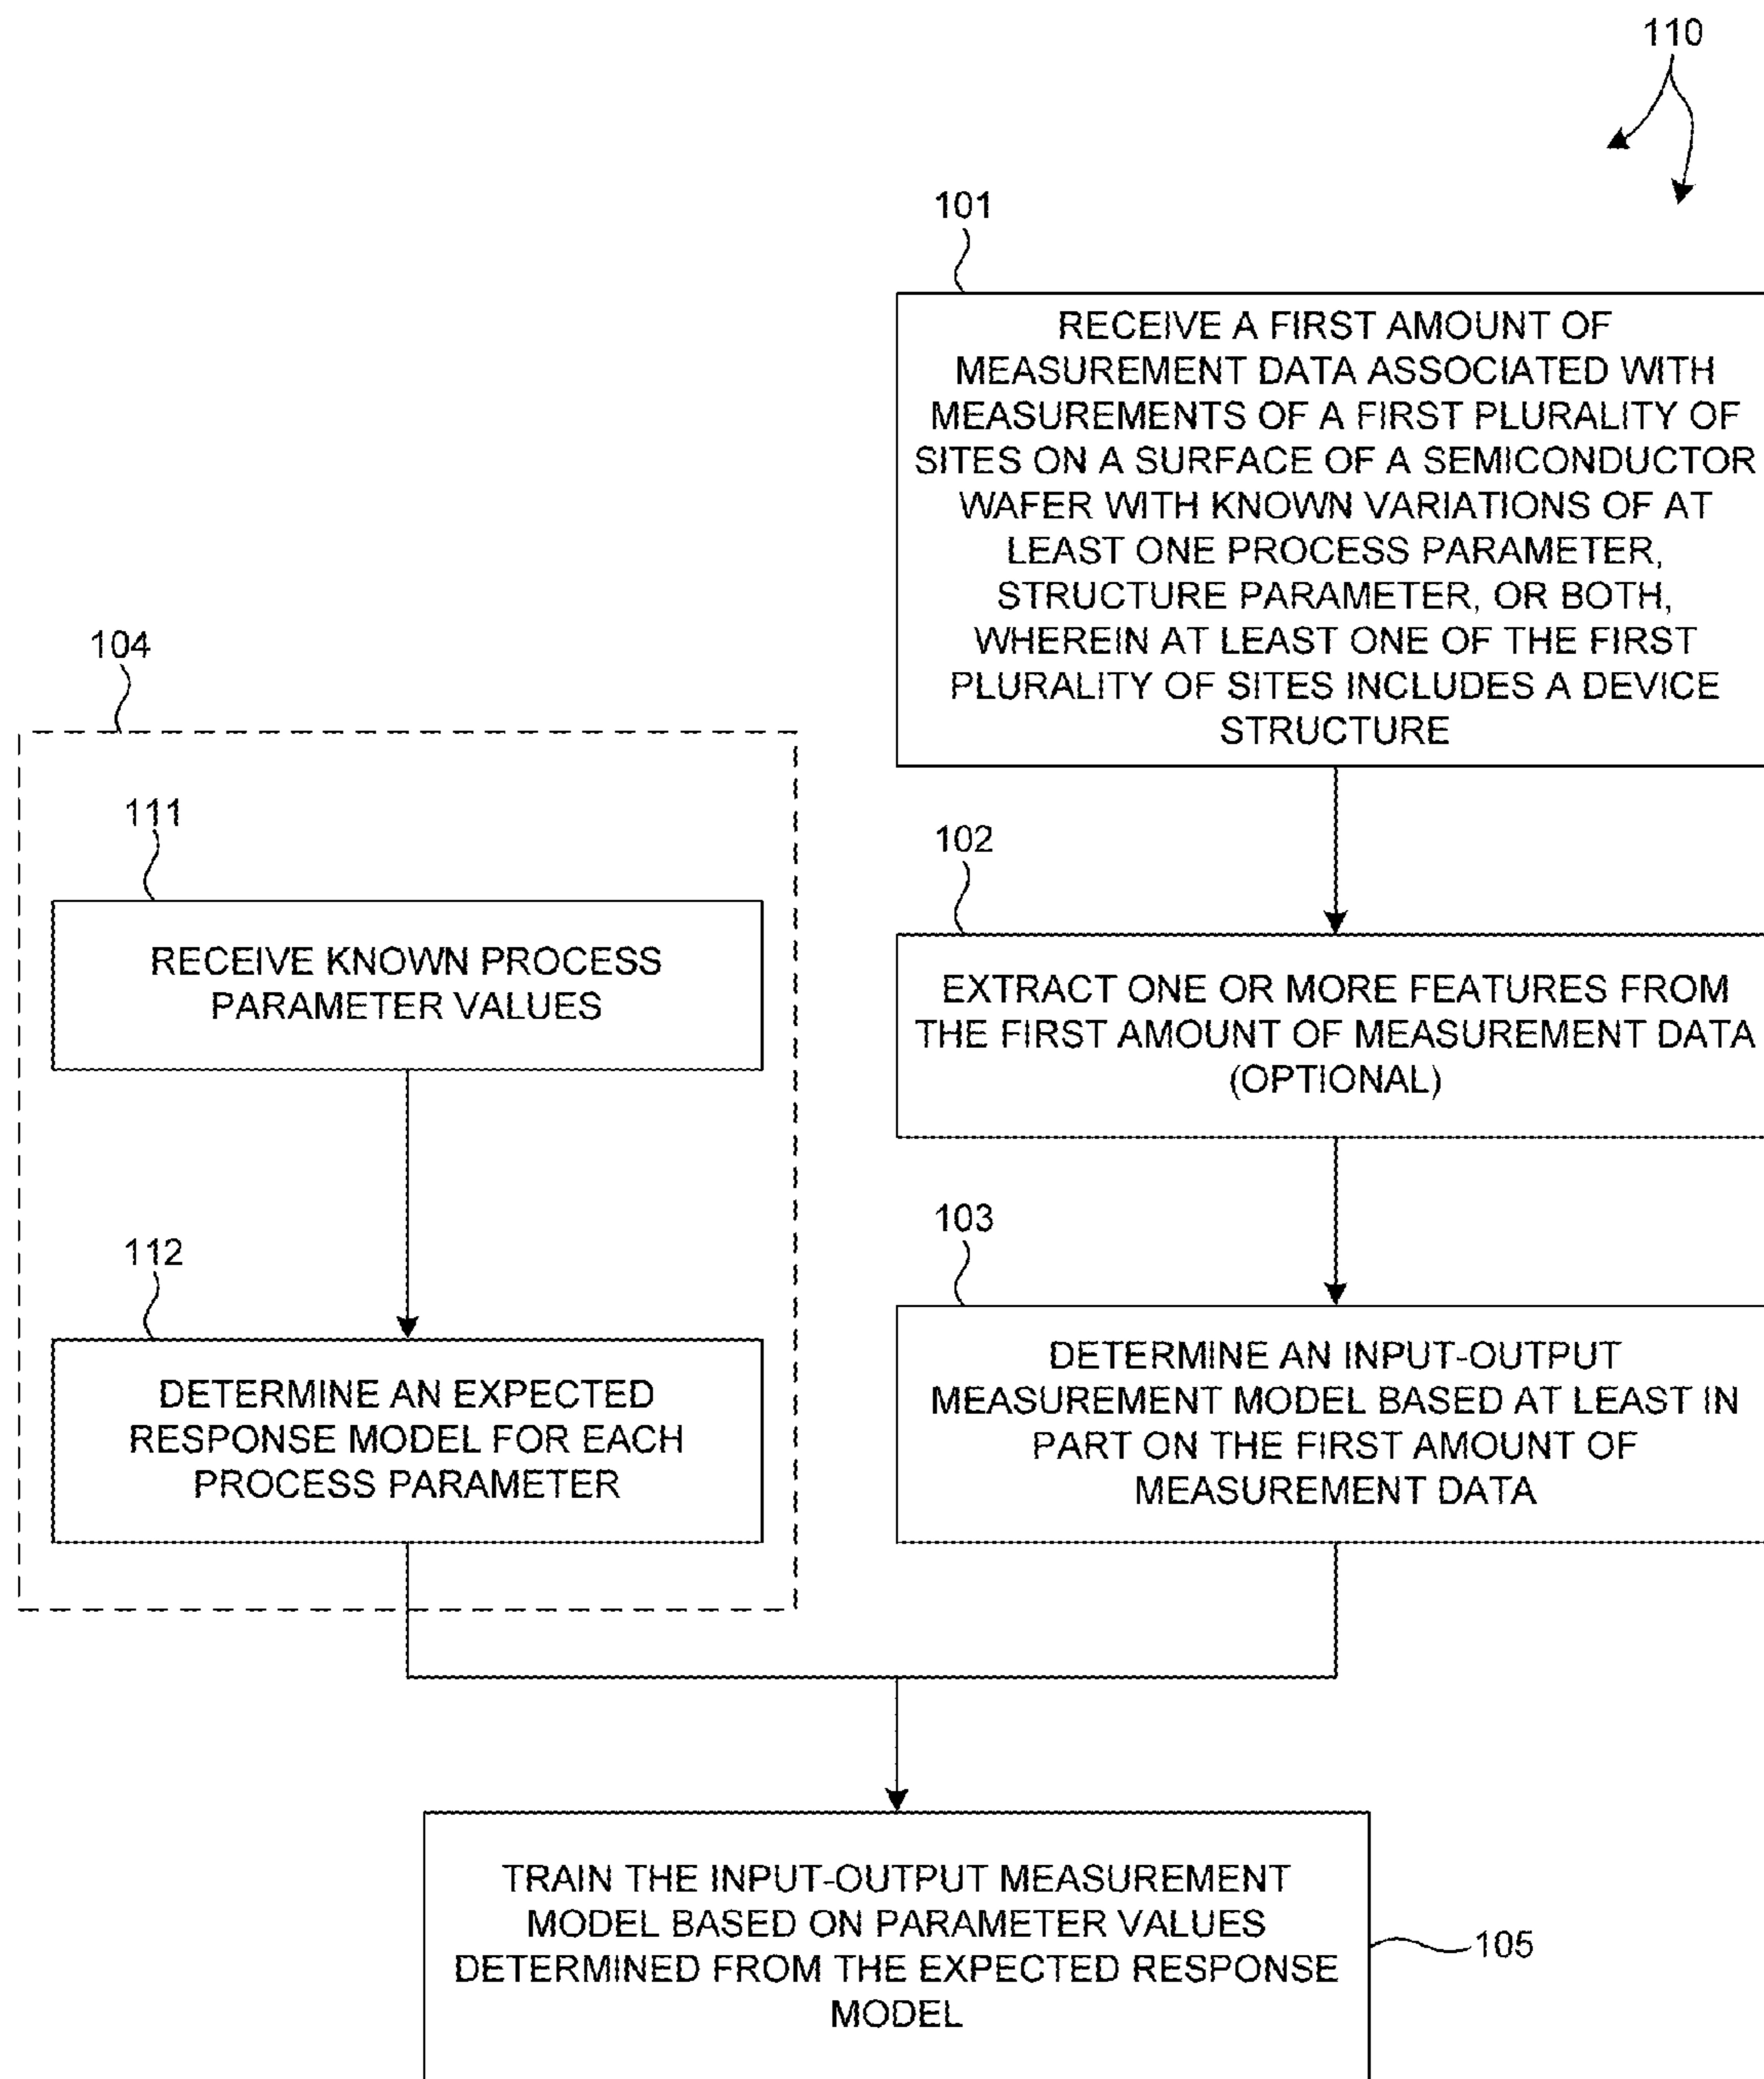 110
101
RECEIVE A FIRST AMOUNT OF
MEASUREMENT DATA ASSOCIATED WITH
MEASUREMENTS OF A FIRST PLURALITY OF
SITES ON A SURFACE OF A SEMICONDUCTOR
WAFER WITH KNOWN VARIATIONS OF AT
LEAST ONE PROCESS PARAMETER,
STRUCTURE PARAMETER, OR BOTH,
WHEREIN AT LEAST ONE OF THE FIRST
PLURALITY OF SITES INCLUDES A DEVICE
STRUCTURE
104
111
RECEIVE KNOWN PROCESS
PARAMETER VALUES
102
EXTRACT ONE OR MORE FEATURES FROM
THE FIRST AMOUNT OF MEASUREMENT DATA
(OPTIONAL)
112
DETERMINE AN EXPECTED
RESPONSE MODEL FOR EACH
PROCESS PARAMETER
103
DETERMINE AN INPUT-OUTPUT
MEASUREMENT MODEL BASED AT LEAST IN
PART ON THE FIRST AMOUNT OF
MEASUREMENT DATA
TRAIN THE INPUT-OUTPUT MEASUREMENT
MODEL BASED ON PARAMETER VALUES
DETERMINED FROM THE EXPECTED RESPONSE
MODEL
105